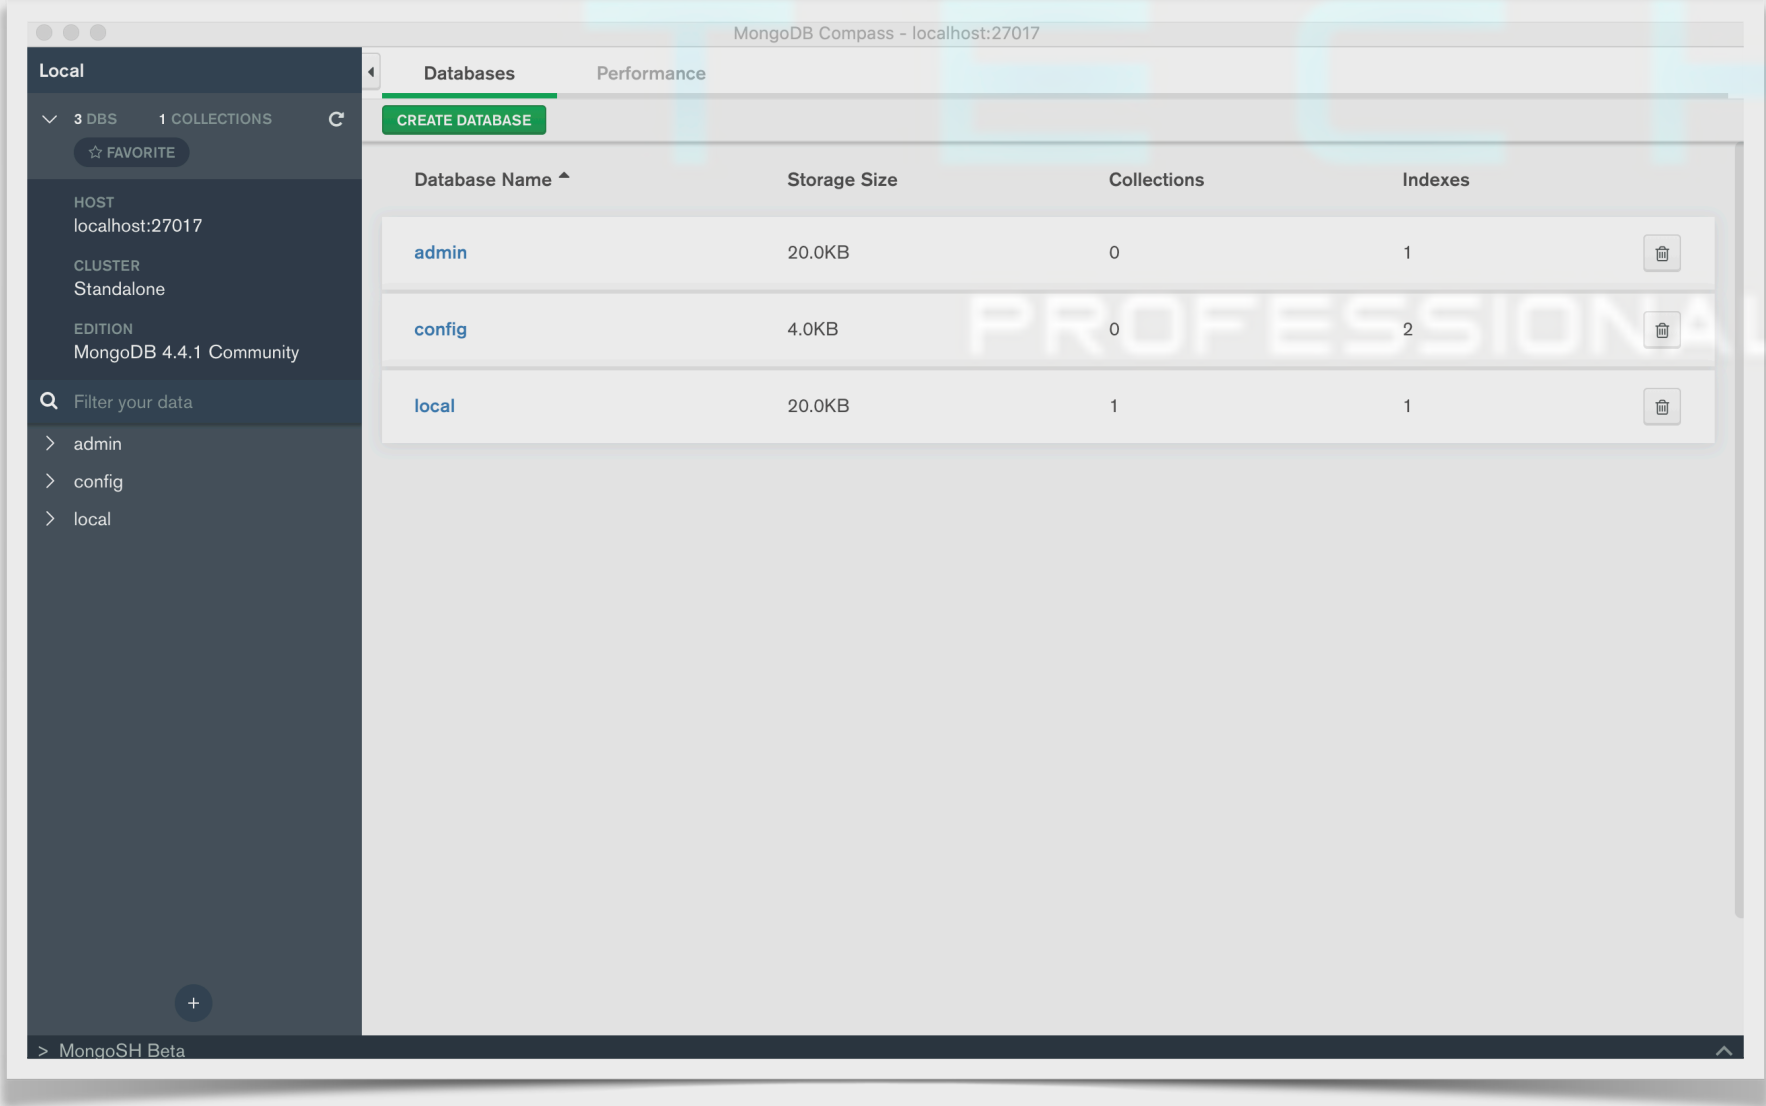 TECH
PROFESSIONAL
MongoDB Compass - localhost:27017
Local
Databases
Performance
3 DBS
1 COLLECTIONS
FAVORITE
CREATE DATABASE
HOST
localhost:27017
CLUSTER
Standalone
EDITION
MongoDB 4.4.1 Community
Filter your data
admin
config
local
Database Name
Storage Size
Collections
Indexes
admin
20.0KB
0
1
config
4.0KB
0
2
local
20.0KB
1
1
+
> MongoSH Beta